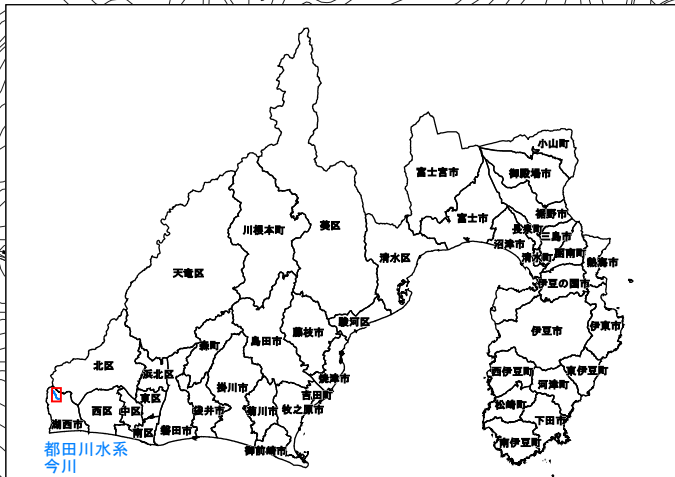 小山町
富士宮市
御殿場市
裾野市
富士市
長泉町
三島市
川根本町
葵区
沼津市
清水町
函南町
熱海市
清水区
天竜区
伊豆の国市
駿河区
伊豆市
伊東市
藤枝市
島田市
森町
北区
浜北区
焼津市
西伊豆町
東伊豆町
掛川市
河津町
吉田町
東区
松崎町
西区
中区
袋井市
菊川市
牧之原市
下田市
湖西市
南区
磐田市
御前崎市
南伊豆町
都田川水系
今川